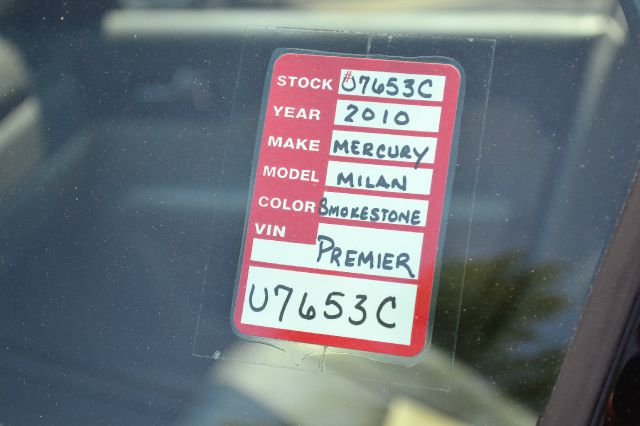 STOCK #U7653C
YEAR 2010
MAKE MERCURY
MODEL MILAN
COLOR SMOKESTONE
VIN PREMIER
U7653C